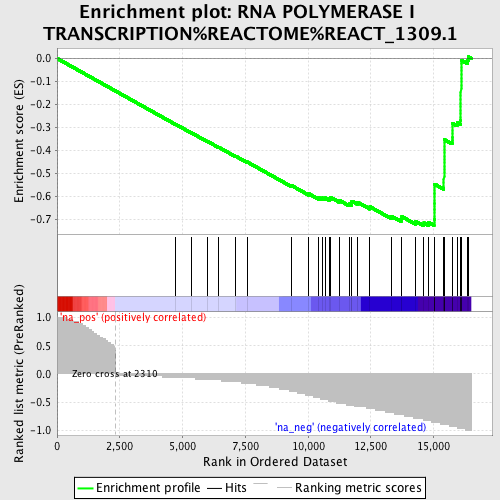 Enrichment plot: RNA POLYMERASE I
TRANSCRIPTION%REACTOME%REACT_1309.1
Enrichment score (ES)
0.0
-0.1
-0.2
-0.3
-0.4
-0.5
-0.6
-0.7
Ranked list metric (PreRanked)
1.0
0.5
0.0
-0.5
-1.0
'na_pos' (positively correlated)
Zero cross at 2310
'na_neg' (negatively correlated)
0
2,500
5,000
7,500
10,000
12,500
15,000
Rank in Ordered Dataset
Enrichment profile
Hits
Ranking metric scores